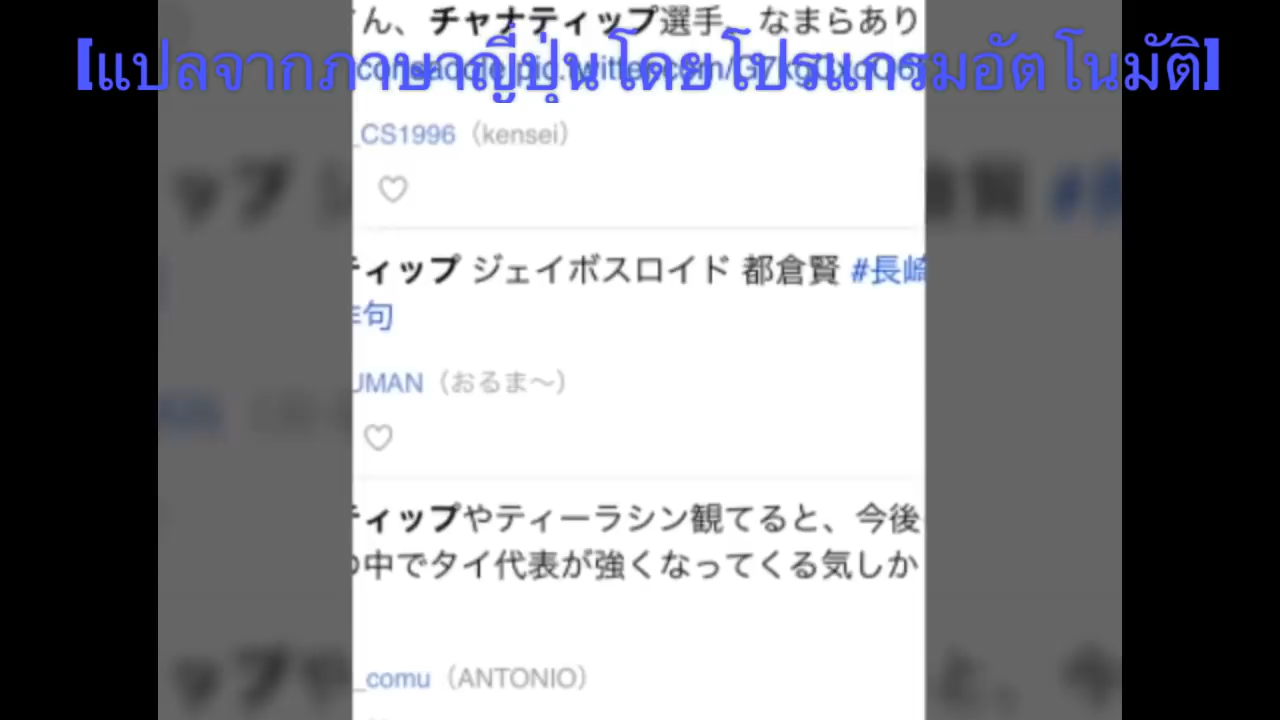 ん、チャナティップ選手、なまらあり
[แปลจากภาษาญี่ปุ่นโดยโปรแกรมอัตโนมัติ]
consadole pic.twitter.com/
_CS1996（kensei）
ティップ ジェイボスロイド 都倉賢 #長崎
句
UMAN（おるま〜）
ティップやティーラシン観てると、今後
の中でタイ代表が強くなってくる気しか
_comu（ANTONIO）